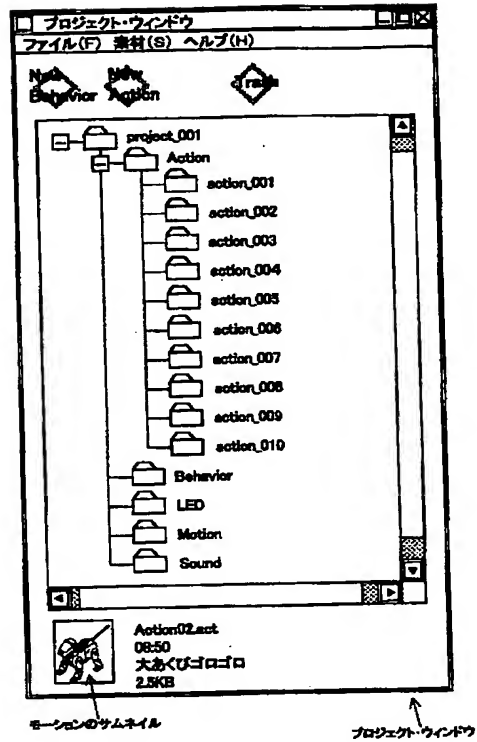 プロジェクト・ウィンドウ
ファイル(F) 素材(S) ヘルプ(H)
New Behavior
New Action
Trash
project_001
Action
action_001
action_002
action_003
action_004
action_005
action_006
action_007
action_008
action_009
action_010
Behavior
LED
Motion
Sound
Action02.act
08:50
大あくびゴロゴロ
2.5KB
モーションのサムネイル
プロジェクト・ウィンドウ